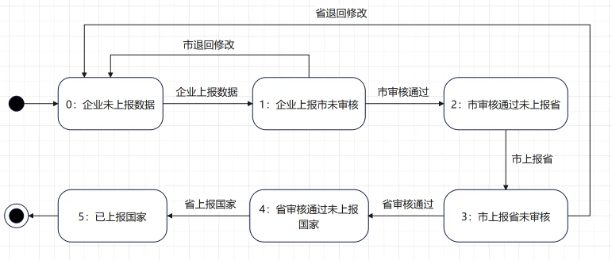 省退回修改
市退回修改
0：企业未上报数据
企业上报数据
1：企业上报市未审核
市审核通过
2：市审核通过未上报省
市上报省
5：已上报国家
省上报国家
4：省审核通过未上报
国家
省审核通过
3：市上报省未审核